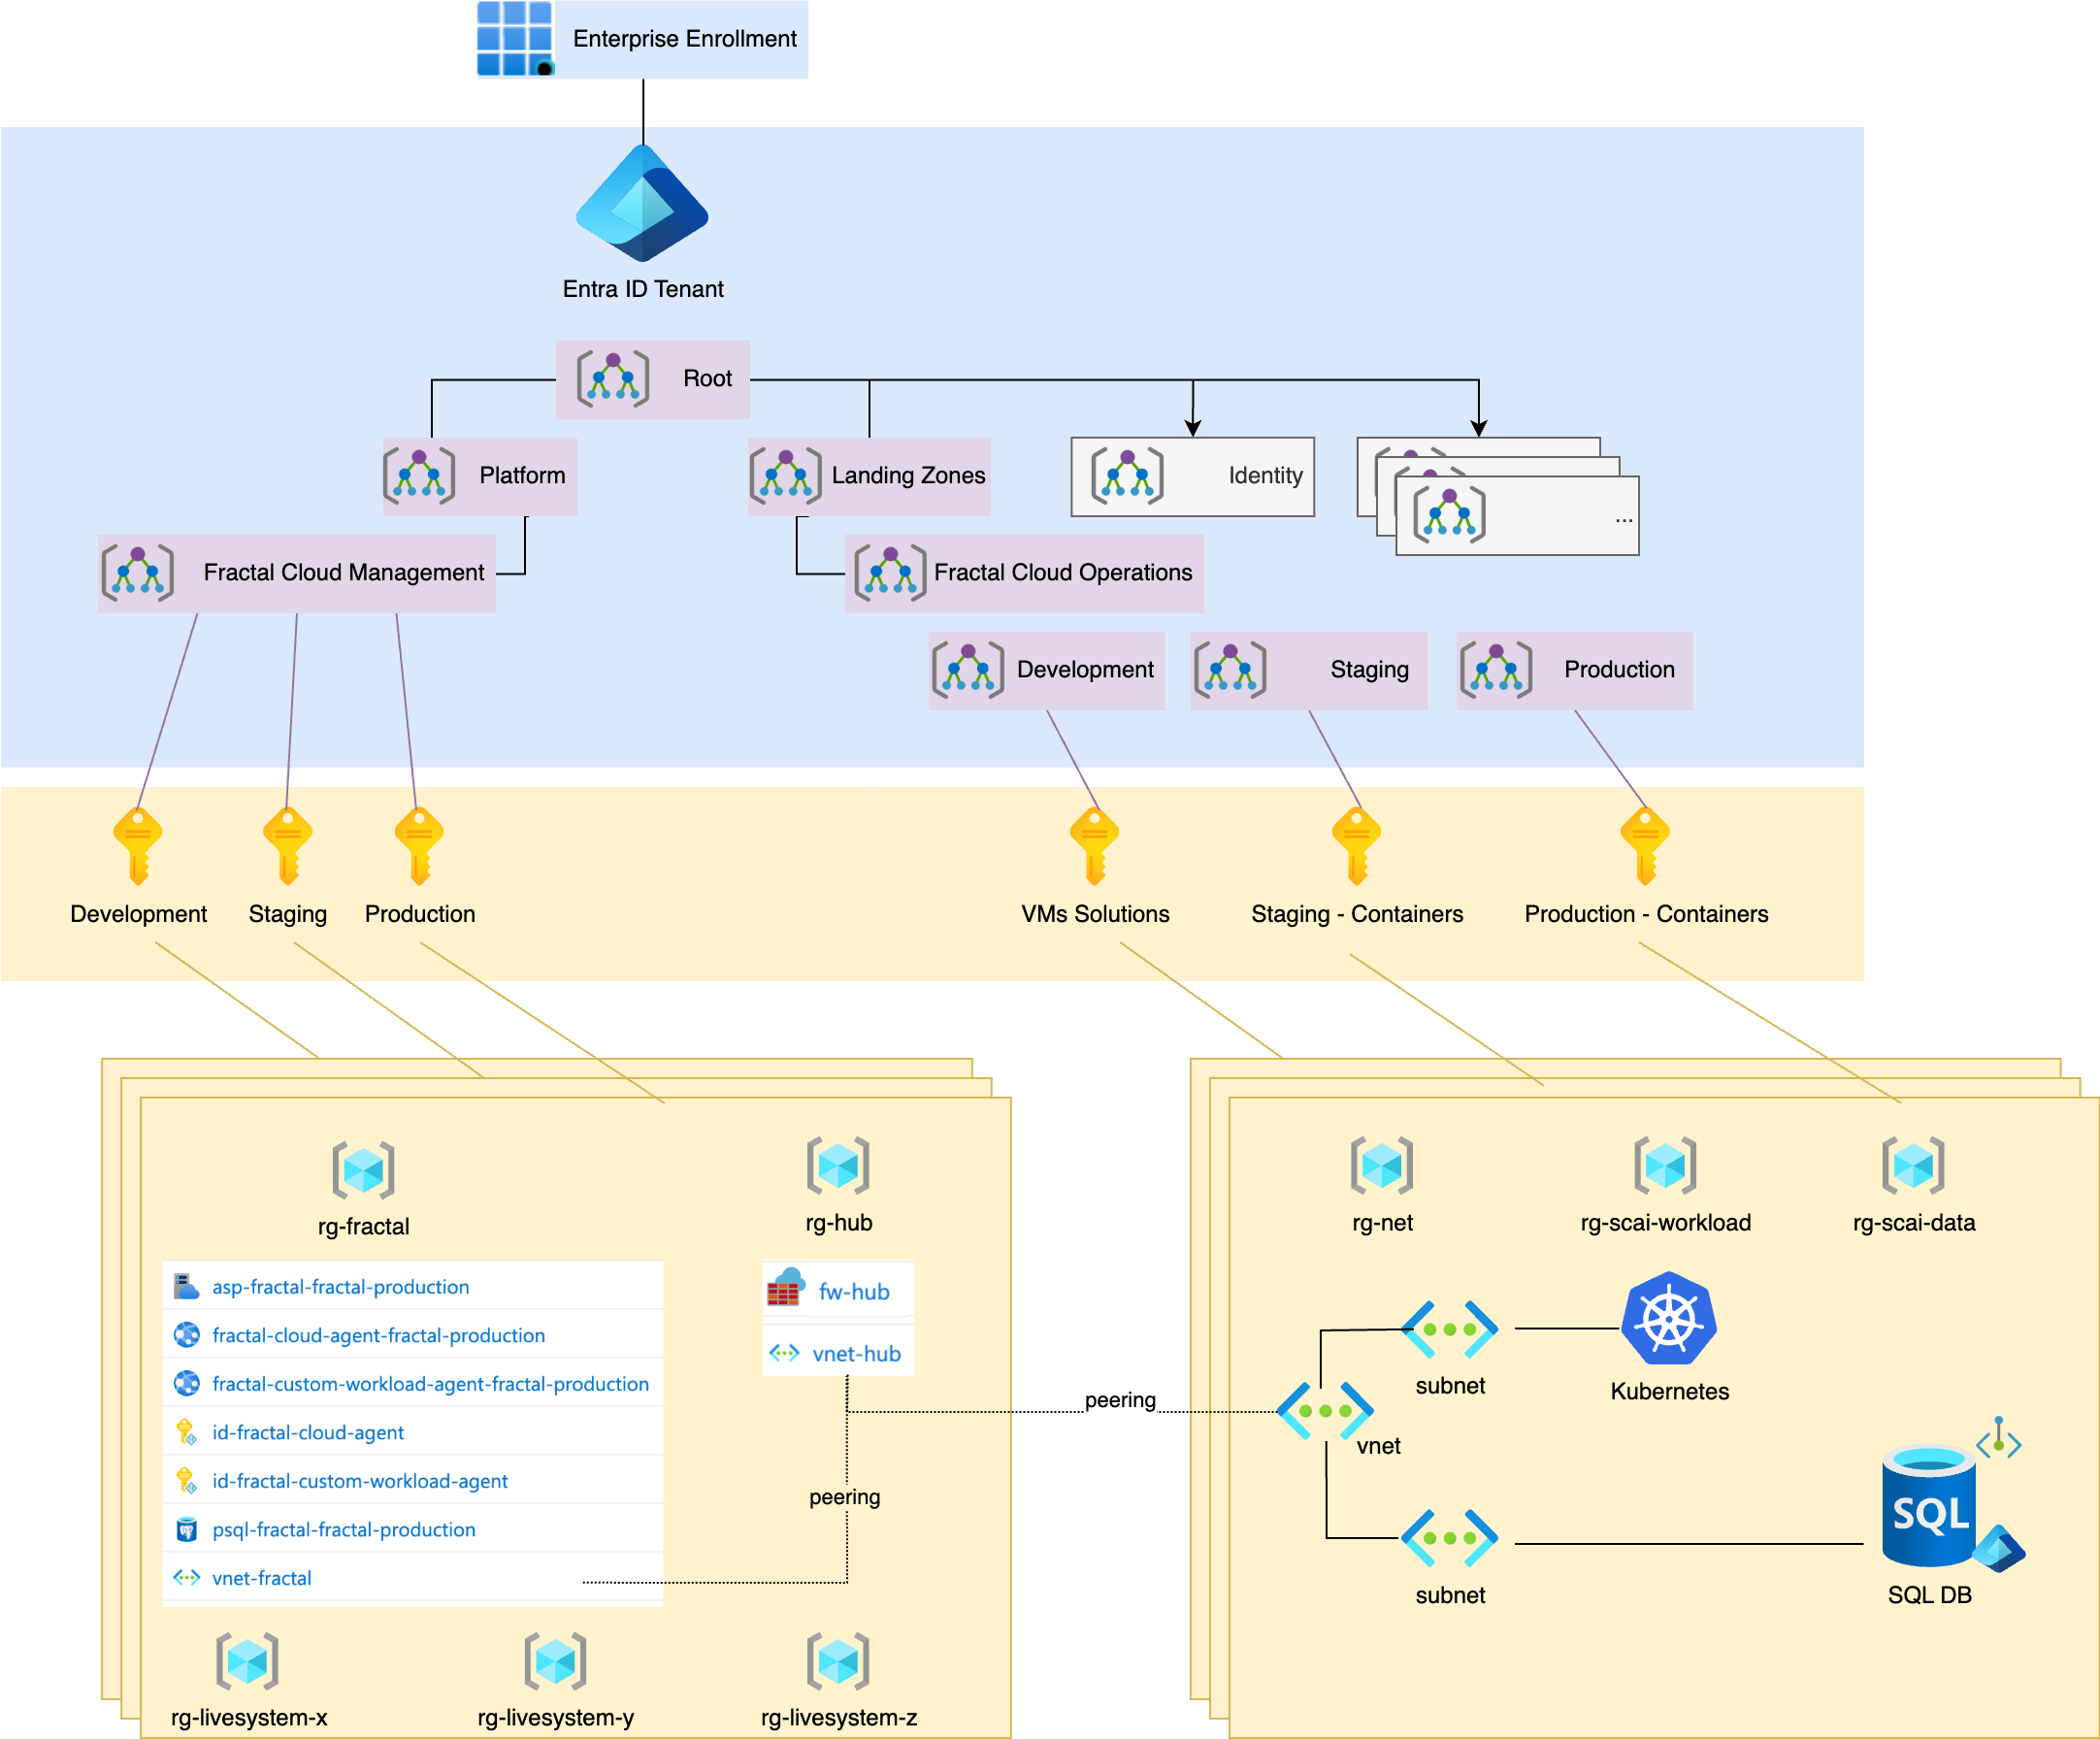 Enterprise Enrollment
Entra ID Tenant
Root
Platform
Landing Zones
Identity
...
Fractal Cloud Management
Fractal Cloud Operations
Development
Staging
Production
Development
Staging
Production
VMs Solutions
Staging - Containers
Production - Containers
rg-fractal
rg-hub
asp-fractal-fractal-production
fractal-cloud-agent-fractal-production
fractal-custom-workload-agent-fractal-production
id-fractal-cloud-agent
id-fractal-custom-workload-agent
psql-fractal-fractal-production
vnet-fractal
fw-hub
vnet-hub
peering
peering
rg-livesystem-x
rg-livesystem-y
rg-livesystem-z
rg-net
rg-scai-workload
rg-scai-data
subnet
Kubernetes
vnet
subnet
SQL
SQL DB